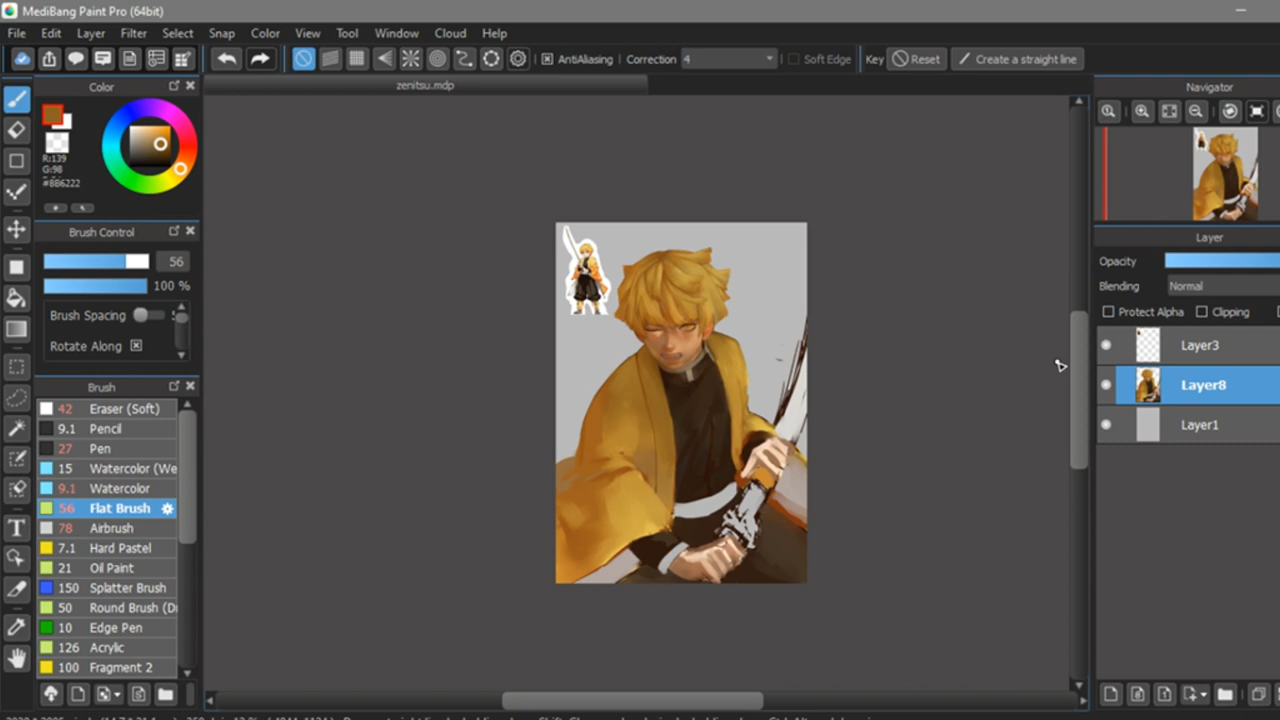 MediBang Paint Pro (64bit)
File Edit Layer Filter Select Snap Color View Tool Window Cloud Help
AntiAliasing Correction 4 Soft Edge Key Reset Create a straight line
Color
zenitsu.mdp
Navigator
R:139
G:98
#8B6222
Brush Control
56
100 %
Brush Spacing
Rotate Along
Layer
Opacity
Blending Normal
Protect Alpha Clipping
Layer3
Layer8
Layer1
Brush
42 Eraser (Soft)
9.1 Pencil
27 Pen
15 Watercolor (We
9.1 Watercolor
56 Flat Brush
78 Airbrush
7.1 Hard Pastel
21 Oil Paint
150 Splatter Brush
50 Round Brush (D
10 Edge Pen
126 Acrylic
100 Fragment 2